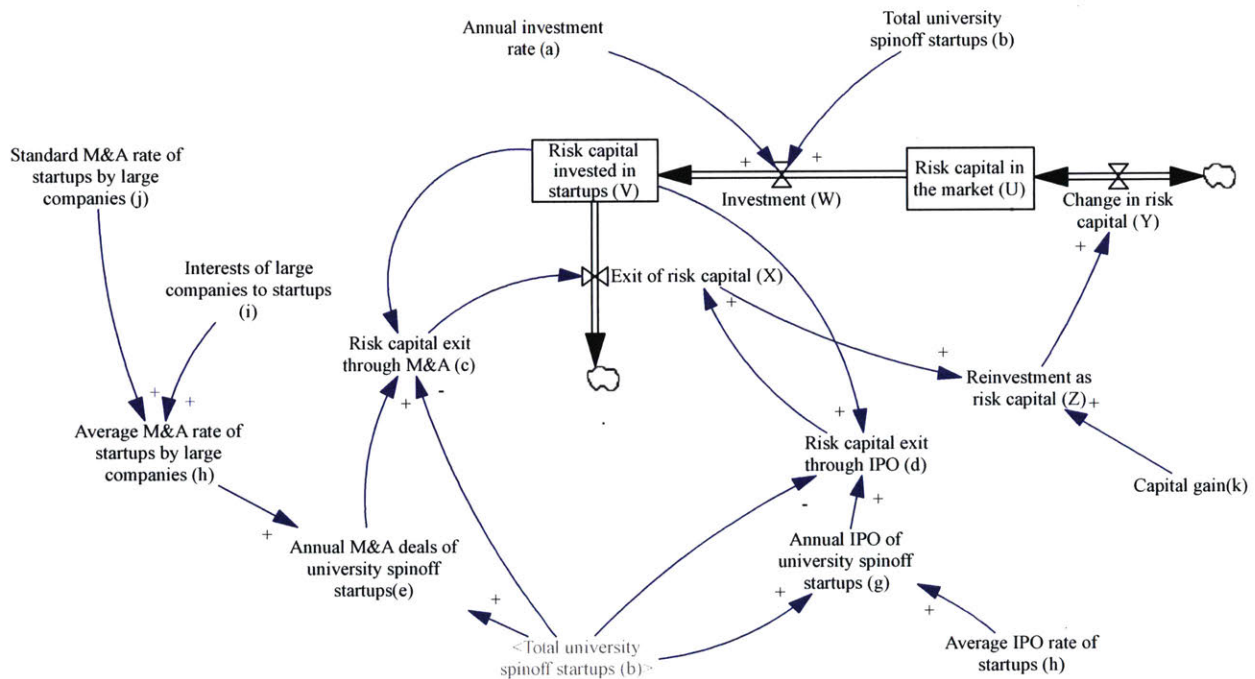 Annual investment
rate (a)
Total university
spinoff startups (b)
Standard M&A rate of
startups by large
companies (j)
Risk capital
invested in
startups (V)
+
+
Investment (W)
Risk capital in
the market (U)
Change in risk
capital (Y)
+
Interests of large
companies to startups
(i)
Exit of risk capital (X)
+
+
Risk capital exit
through M&A (c)
+
-
+
Reinvestment as
risk capital (Z)
+
+
+
Average M&A rate of
startups by large
companies (h)
+
Risk capital exit
through IPO (d)
-
+
Capital gain(k)
+
Annual M&A deals of
university spinoff
startups(e)
Annual IPO of
university spinoff
startups (g)
+
+
+
<Total university
spinoff startups (b)>
Average IPO rate of
startups (h)